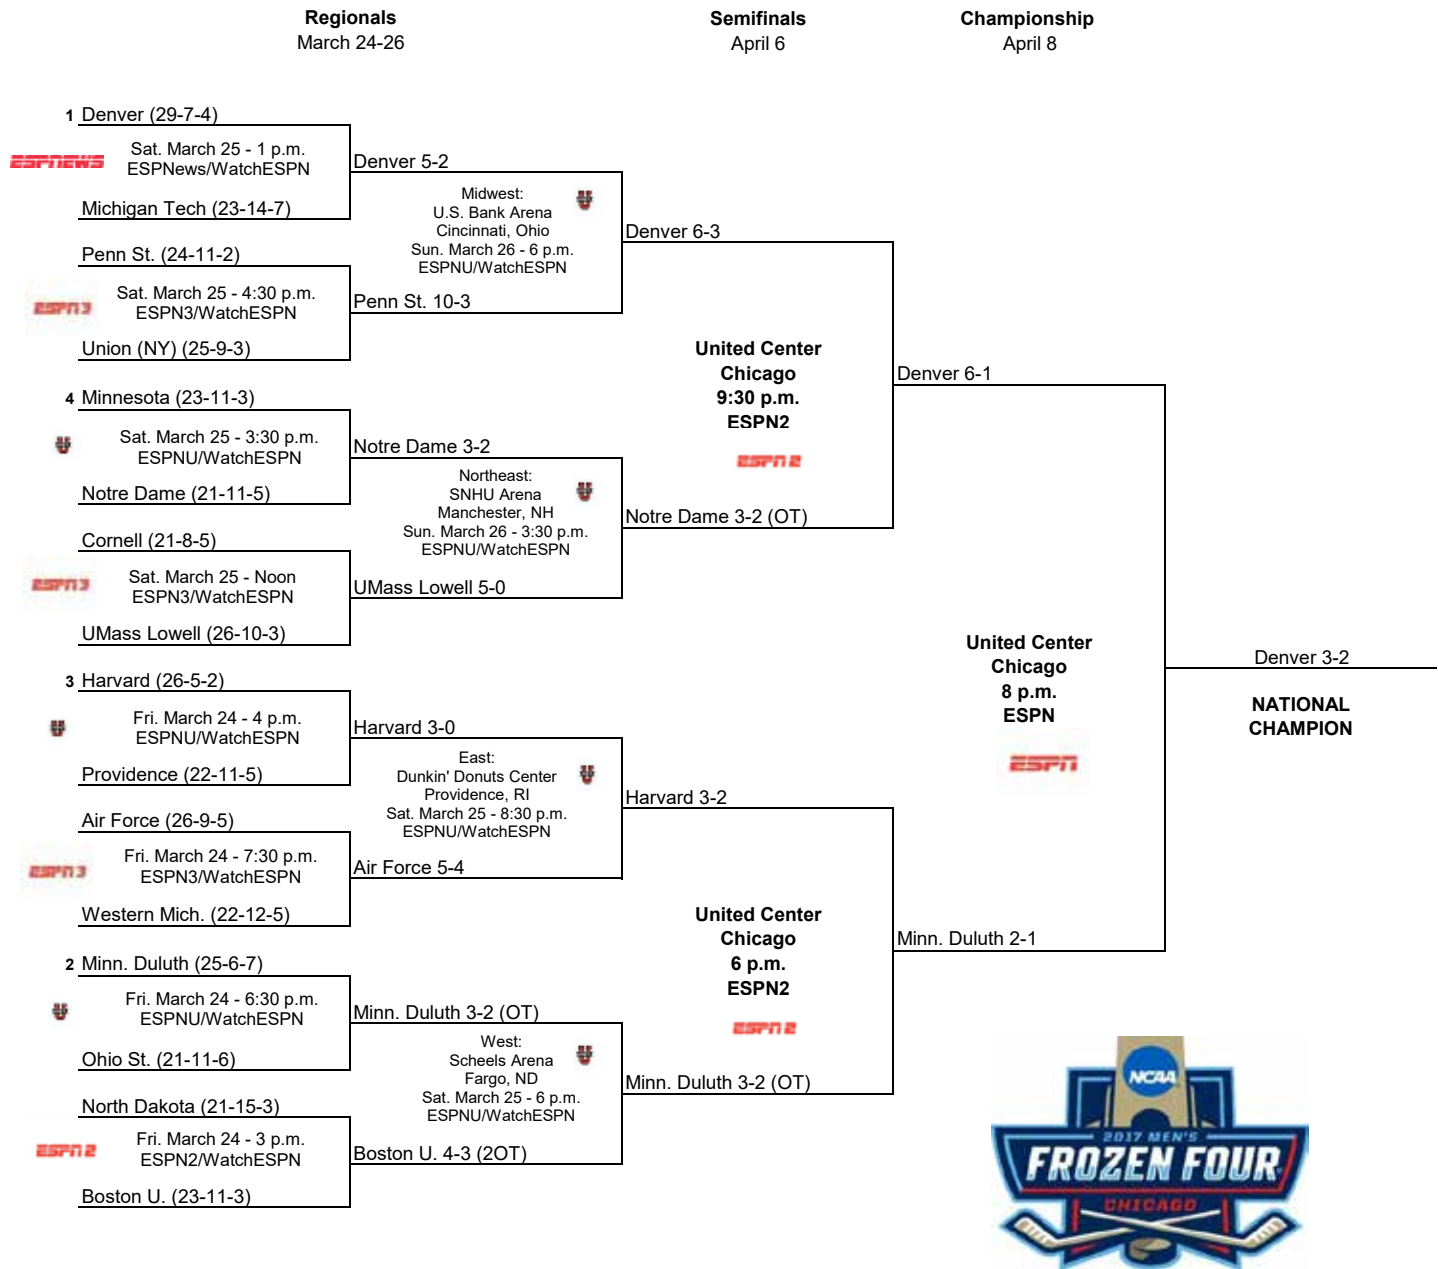 Regionals
March 24-26
Semifinals
April 6
Championship
April 8
1 Denver (29-7-4)
ESPNEWS
Sat. March 25 - 1 p.m.
ESPNews/WatchESPN
Michigan Tech (23-14-7)
Denver 5-2
Penn St. (24-11-2)
ESPN3
Sat. March 25 - 4:30 p.m.
ESPN3/WatchESPN
Union (NY) (25-9-3)
Penn St. 10-3
Midwest:
U.S. Bank Arena
Cincinnati, Ohio
Sun. March 26 - 6 p.m.
ESPNU/WatchESPN
Denver 6-3
4 Minnesota (23-11-3)
Sat. March 25 - 3:30 p.m.
ESPNU/WatchESPN
Notre Dame (21-11-5)
Notre Dame 3-2
Cornell (21-8-5)
ESPN3
Sat. March 25 - Noon
ESPN3/WatchESPN
UMass Lowell (26-10-3)
UMass Lowell 5-0
Northeast:
SNHU Arena
Manchester, NH
Sun. March 26 - 3:30 p.m.
ESPNU/WatchESPN
Notre Dame 3-2 (OT)
United Center
Chicago
9:30 p.m.
ESPN2
ESPN2
Denver 6-1
3 Harvard (26-5-2)
Fri. March 24 - 4 p.m.
ESPNU/WatchESPN
Providence (22-11-5)
Harvard 3-0
Air Force (26-9-5)
ESPN3
Fri. March 24 - 7:30 p.m.
ESPN3/WatchESPN
Western Mich. (22-12-5)
Air Force 5-4
East:
Dunkin' Donuts Center
Providence, RI
Sat. March 25 - 8:30 p.m.
ESPNU/WatchESPN
Harvard 3-2
2 Minn. Duluth (25-6-7)
Fri. March 24 - 6:30 p.m.
ESPNU/WatchESPN
Ohio St. (21-11-6)
Minn. Duluth 3-2 (OT)
North Dakota (21-15-3)
ESPN2
Fri. March 24 - 3 p.m.
ESPN2/WatchESPN
Boston U. (23-11-3)
Boston U. 4-3 (2OT)
West:
Scheels Arena
Fargo, ND
Sat. March 25 - 6 p.m.
ESPNU/WatchESPN
Minn. Duluth 3-2 (OT)
United Center
Chicago
6 p.m.
ESPN2
ESPN2
Minn. Duluth 2-1
United Center
Chicago
8 p.m.
ESPN
ESPN
Denver 3-2
NATIONAL
CHAMPION
NCAA
2017 MEN'S
FROZEN FOUR
CHICAGO